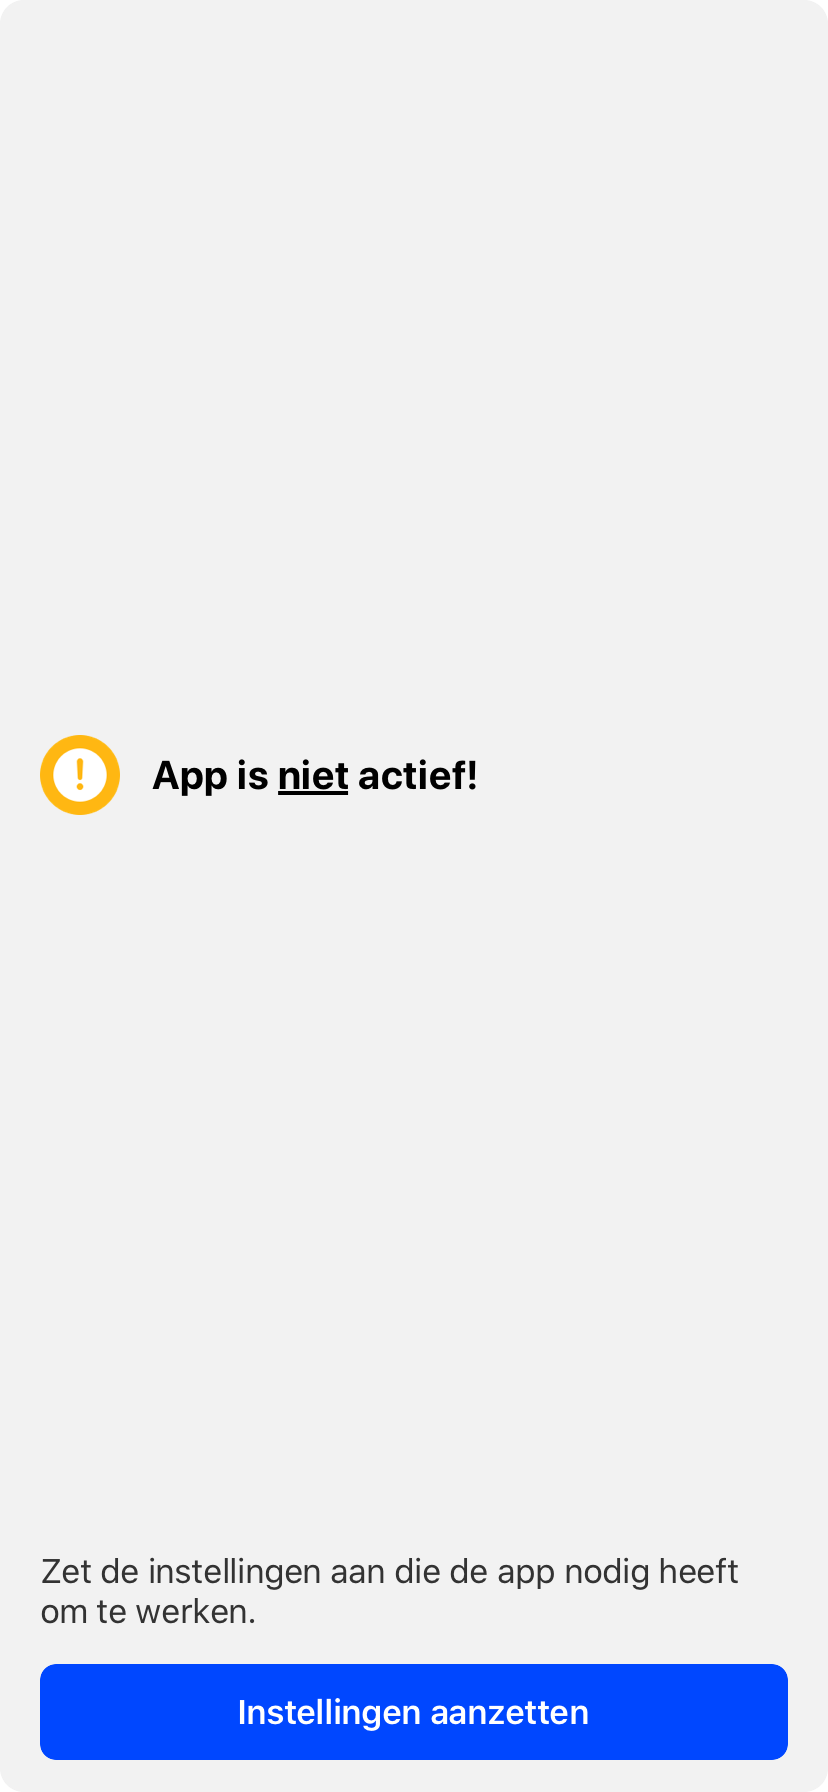 App is niet actief!
Zet de instellingen aan die de app nodig heeft
om te werken.
Instellingen aanzetten